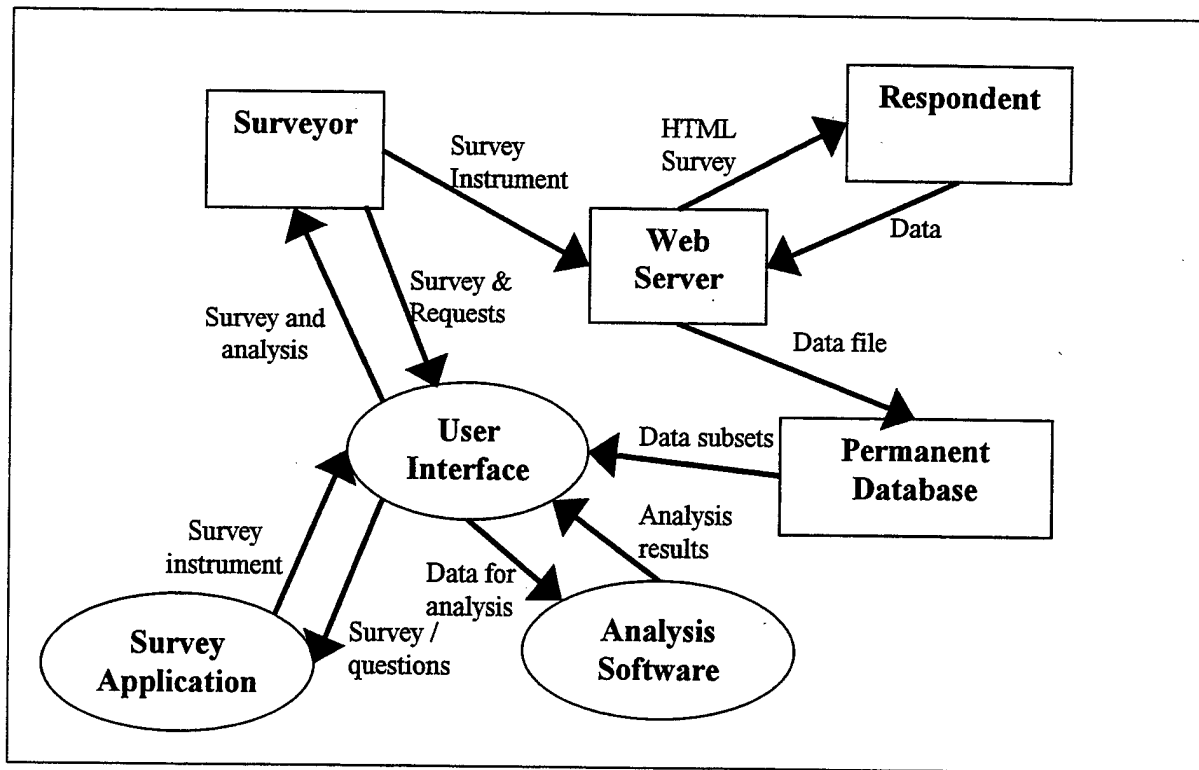 Respondent
Surveyor
HTML
Survey
Survey
Instrument
Data
Web
Server
Survey &
Requests
Survey and
analysis
Data file
User
Interface
Data subsets
Permanent
Database
Survey
instrument
Analysis
results
Data for
analysis
Survey /
questions
Survey
Application
Analysis
Software